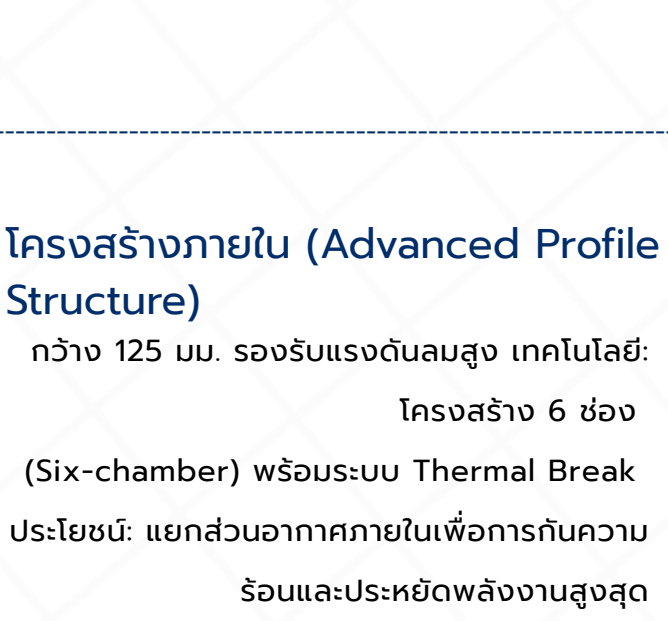 โครงสร้างภายใน (Advanced Profile
Structure)
กว้าง 125 มม. รองรับแรงดันลมสูง เทคโนโลยี:
โครงสร้าง 6 ช่อง
(Six-chamber) พร้อมระบบ Thermal Break
ประโยชน์: แยกส่วนอากาศภายในเพื่อการกันความ
ร้อนและประหยัดพลังงานสูงสุด